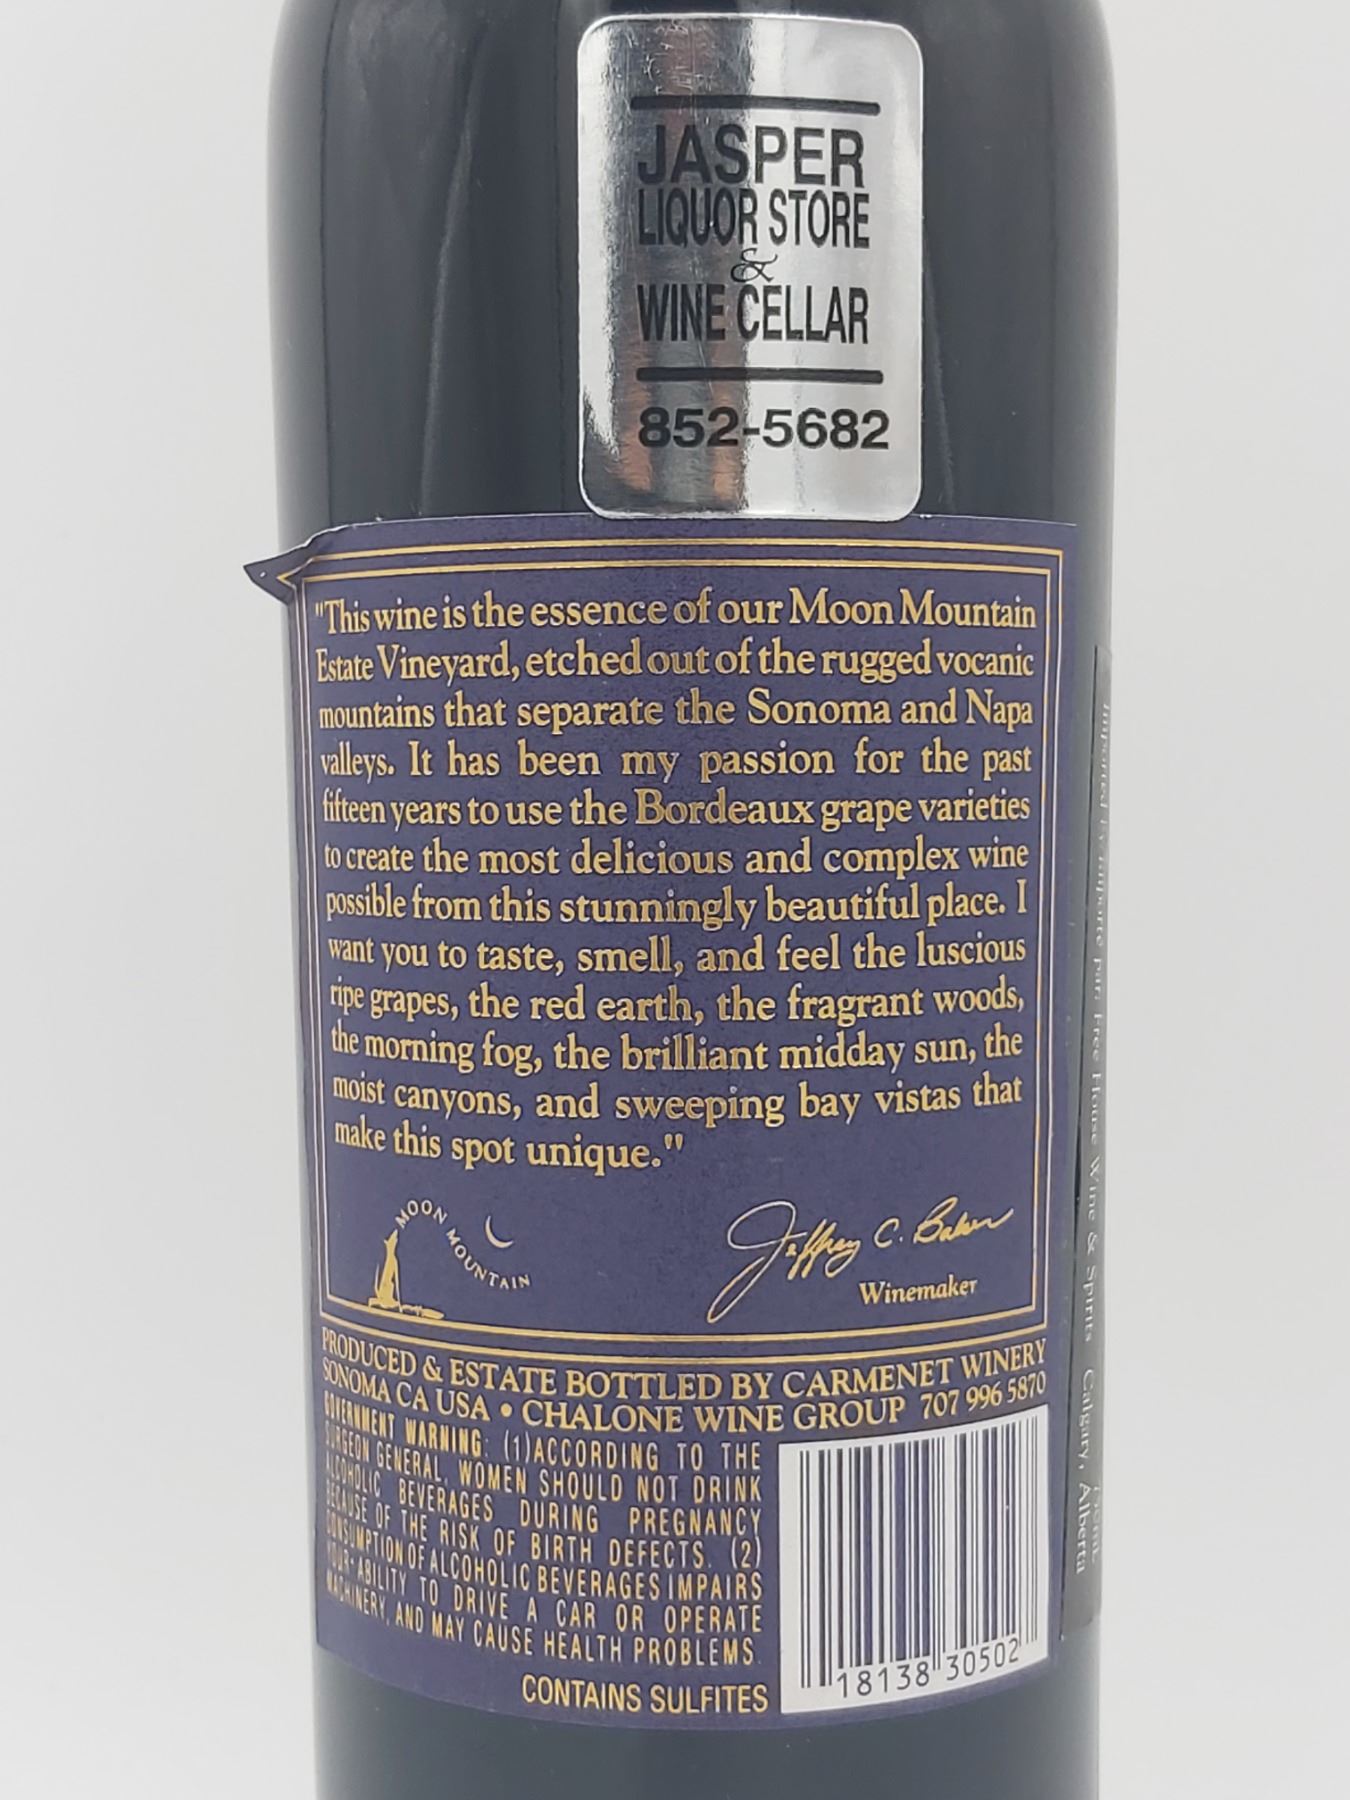 JASPER
LIQUOR STORE
&
WINE CELLAR
852-5682
"This wine is the essence of our Moon Mountain
Estate Vineyard, etched out of the rugged vocanic
mountains that separate the Sonoma and Napa
valleys. It has been my passion for the past
fifteen years to use the Bordeaux grape varieties
to create the most delicious and complex wine
possible from this stunningly beautiful place. I
want you to taste, smell, and feel the luscious
ripe grapes, the red earth, the fragrant woods,
the morning fog, the brilliant midday sun, the
moist canyons, and sweeping bay vistas that
make this spot unique."
MOON MOUNTAIN
Jeffrey C. Baker
Winemaker
PRODUCED & ESTATE BOTTLED BY CARMENET WINERY
SONOMA CA USA • CHALONE WINE GROUP 707 996 5870
GOVERNMENT WARNING: (1)ACCORDING TO THE
SURGEON GENERAL, WOMEN SHOULD NOT DRINK
ALCOHOLIC BEVERAGES DURING PREGNANCY
BECAUSE OF THE RISK OF BIRTH DEFECTS. (2)
CONSUMPTION OF ALCOHOLIC BEVERAGES IMPAIRS
YOUR ABILITY TO DRIVE A CAR OR OPERATE
MACHINERY, AND MAY CAUSE HEALTH PROBLEMS.
CONTAINS SULFITES
18138 30502
Free House Wine & Spirits Calgary, Alberta